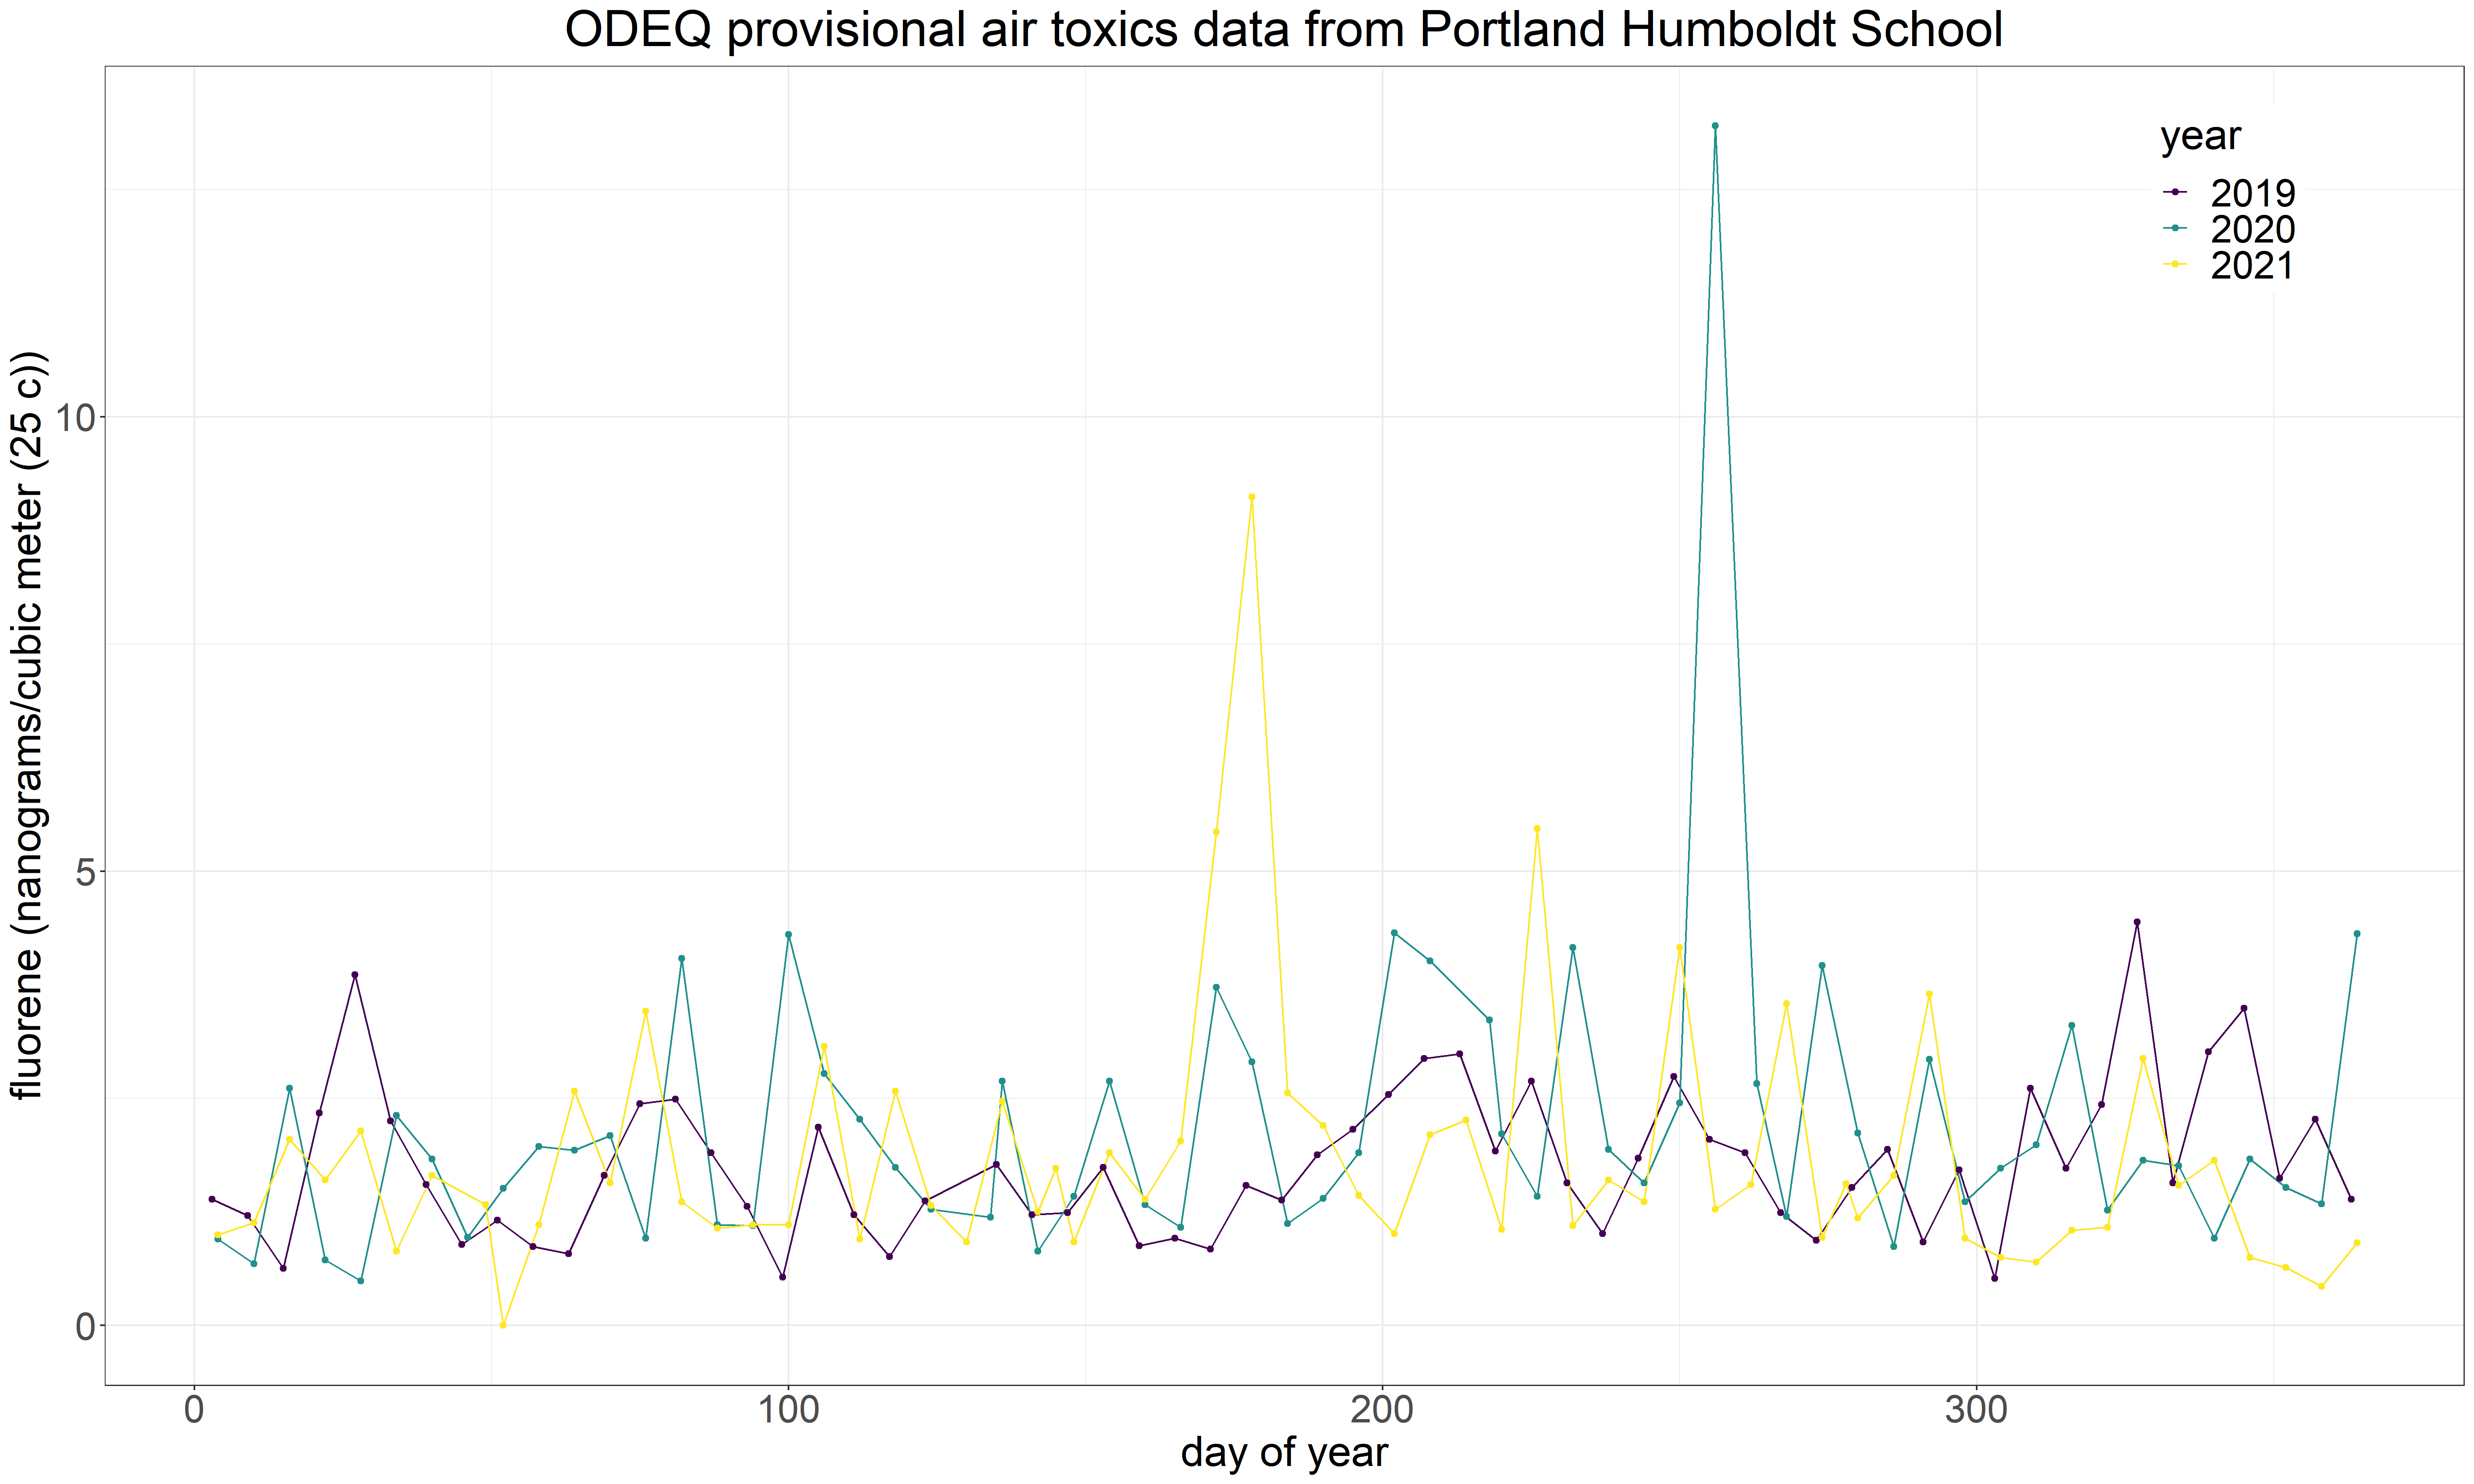 ODEQ provisional air toxics data from Portland Humboldt School
year
2019
2020
2021
fluorene (nanograms/cubic meter (25 c))
10
5
0
0
100
200
300
day of year